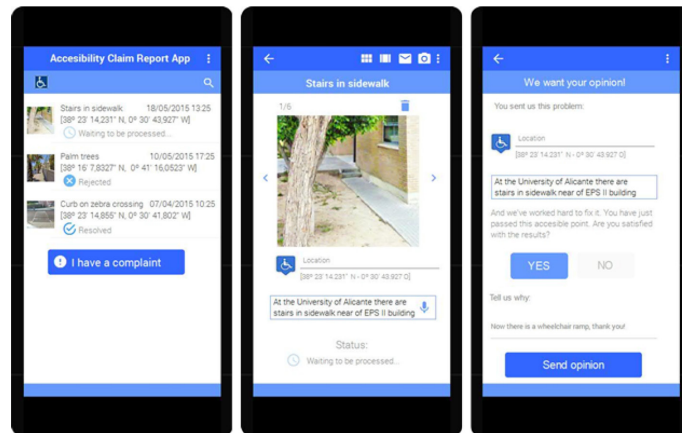 Accesibility Claim Report App
Stairs in sidewalk 18/05/2015 13:25
[38º 23' 14,231" N, 0º 30' 43,927" W]
Waiting to be processed...
Palm trees 10/05/2015 17:25
[38º 16' 7,8327" N, 0º 41' 16,0523" W]
Rejected
Curb on zebra crossing 07/04/2015 10:25
[38º 23' 14,855" N, 0º 30' 41,802" W]
Resolved
I have a complaint
Stairs in sidewalk
1/6
Location
[38º 23' 14.231" N - 0º 30' 43.927 O]
At the University of Alicante there are
stairs in sidewalk near of EPS II building
Status:
Waiting to be processed...
We want your opinion!
You sent us this problem:
Location
[38º 23' 14.231" N - 0º 30' 43.927 O]
At the University of Alicante there are
stairs in sidewalk near of EPS II building
And we've worked hard to fix it. You have just
passed this accesible point. Are you satisfied
with the results?
YES NO
Tell us why:
Now there is a wheelchair ramp, thank you!
Send opinion